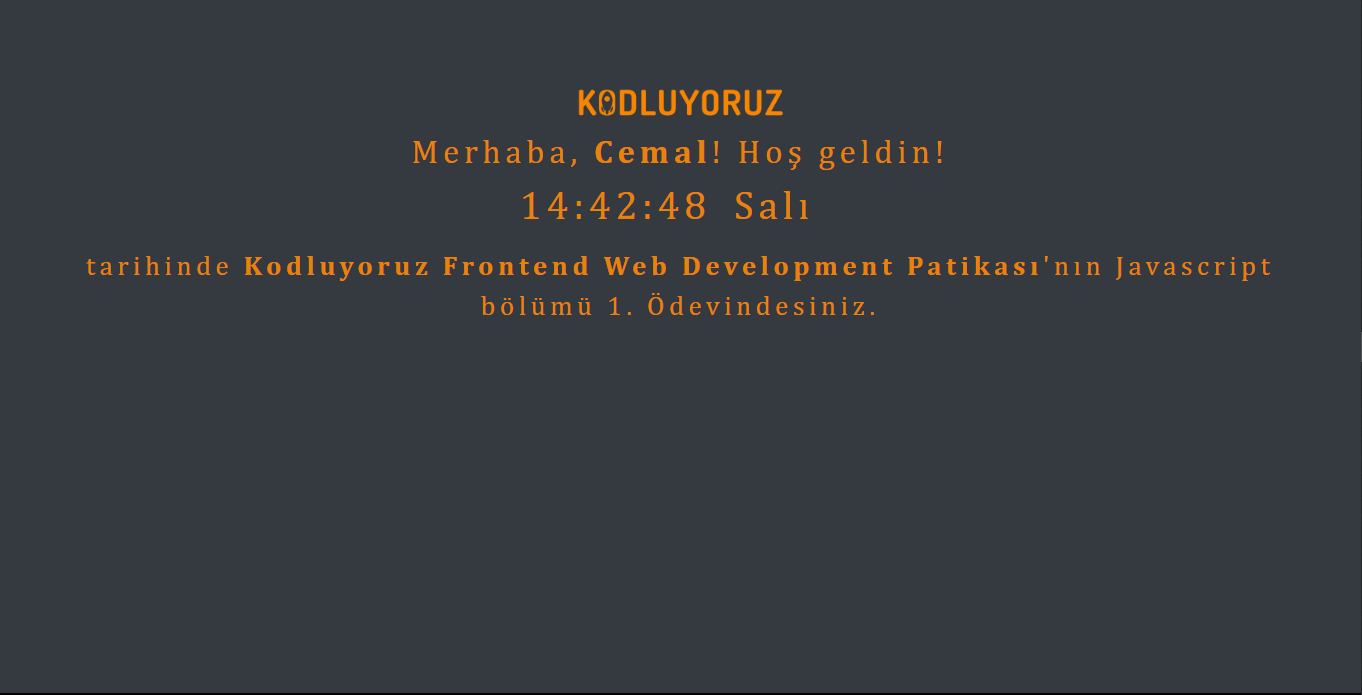 KODLUYORUZ
Merhaba, Cemal! Hoş geldin!
14:42:48 Salı
tarihinde Kodluyoruz Frontend Web Development Patikası'nın Javascript
bölümü 1. Ödevindesiniz.